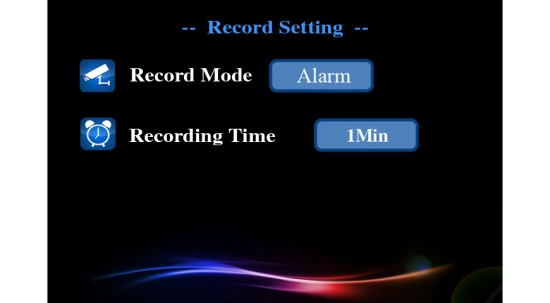 -- Record Setting --
Record Mode Alarm
Recording Time 1Min